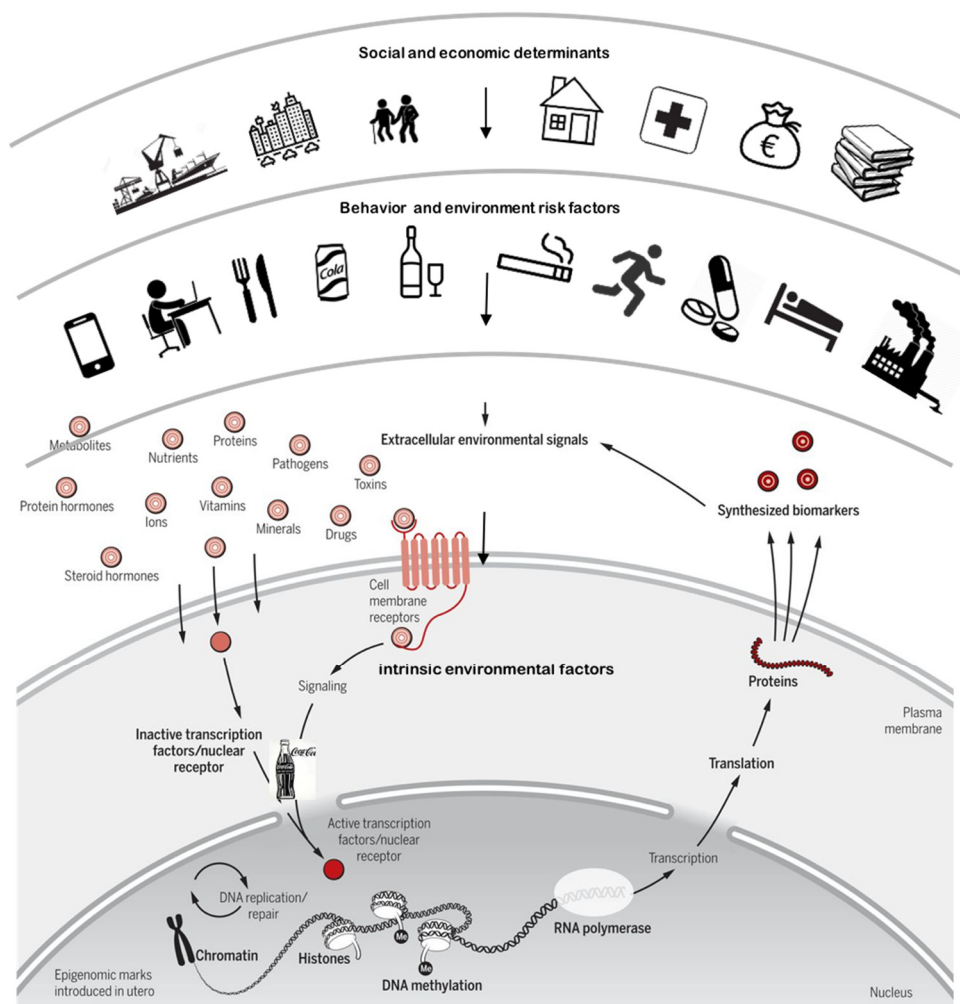 Social and economic determinants
€
Behavior and environment risk factors
Cola
Metabolites
Nutrients
Proteins
Pathogens
Toxins
Extracellular environmental signals
Protein hormones
Ions
Vitamins
Minerals
Drugs
Synthesized biomarkers
Steroid hormones
Cell
membrane
receptors
intrinsic environmental factors
Signaling
Proteins
Plasma
membrane
Inactive transcription
factors/nuclear
receptor
Coca-Cola
Translation
Active transcription
factors/nuclear
receptor
Transcription
DNA replication/
repair
Chromatin
Histones
Me
Me
RNA polymerase
DNA methylation
Epigenomic marks
introduced in utero
Nucleus